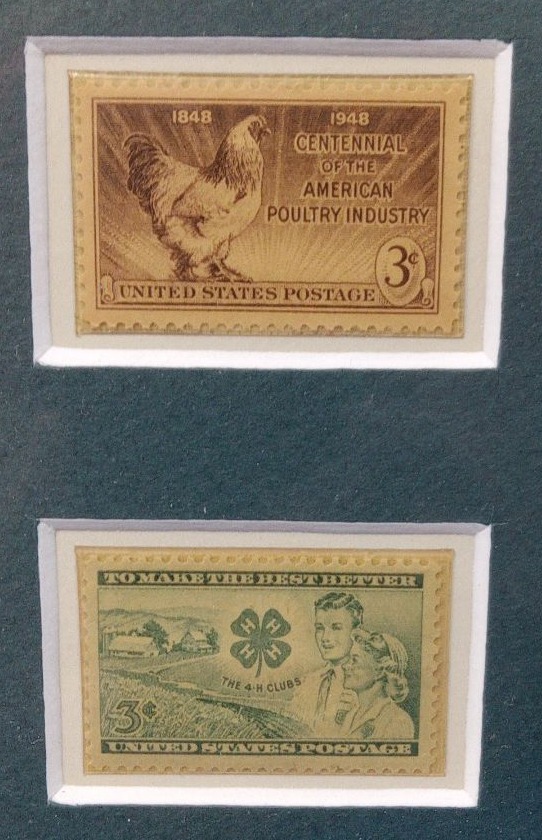 1848 1948
CENTENNIAL
OF THE
AMERICAN
POULTRY INDUSTRY
3¢
UNITED STATES POSTAGE
TO MAKE THE BEST BETTER
H H
H H
THE 4-H CLUBS
3¢
UNITED STATES POSTAGE